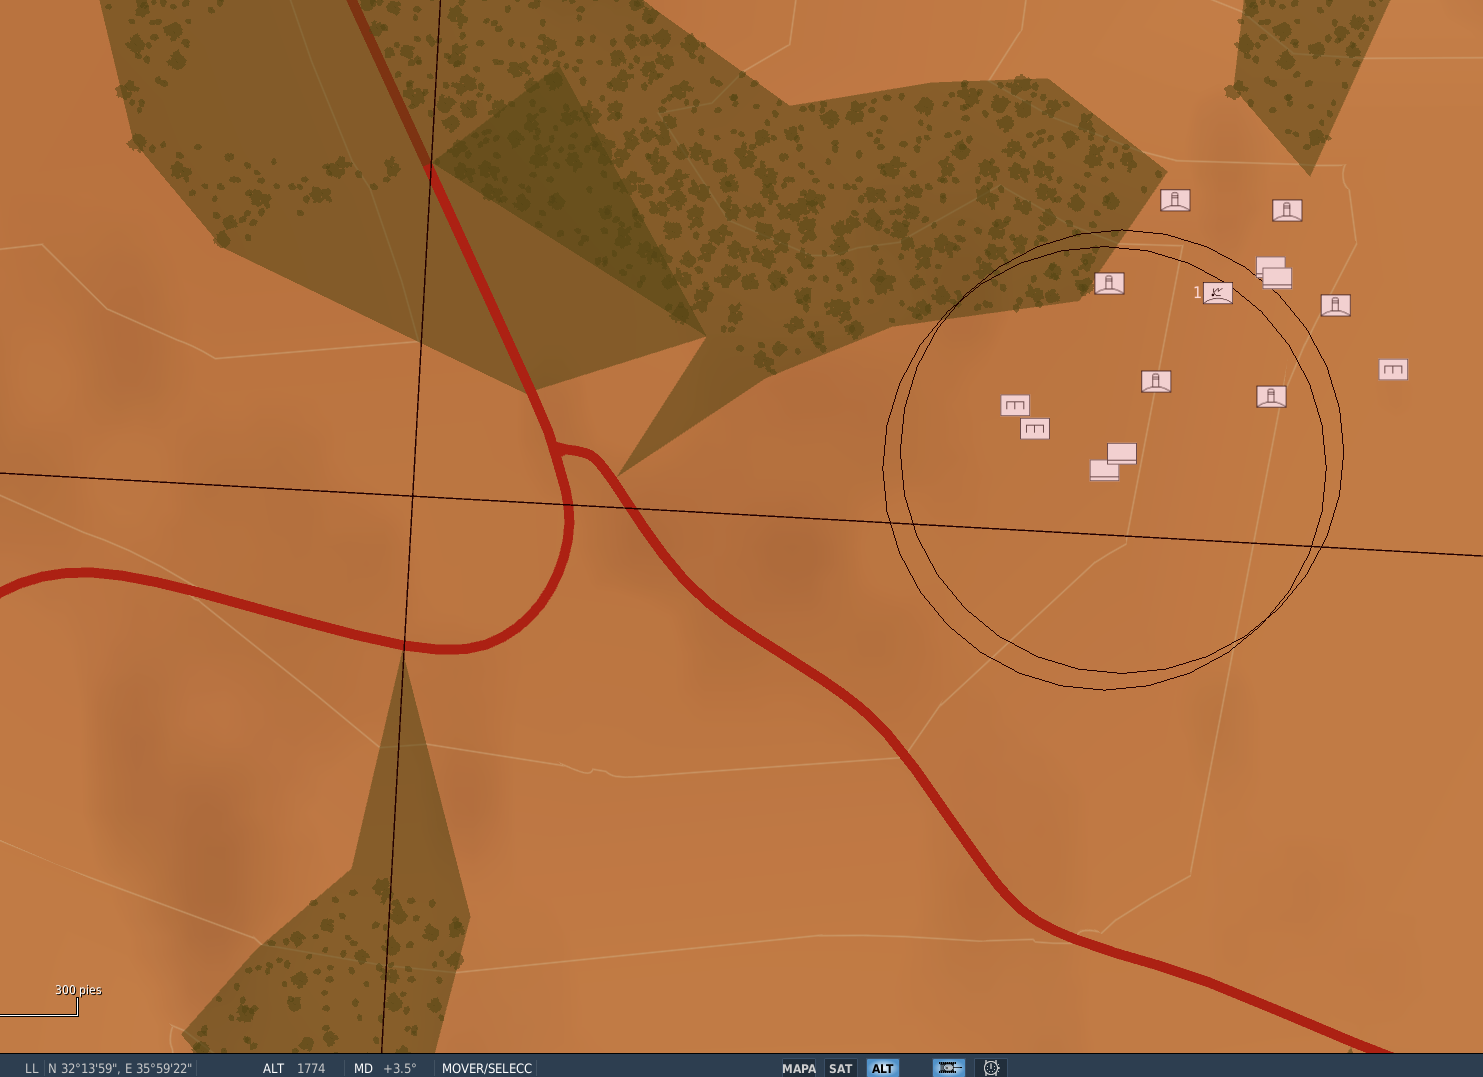 1
300 pies
LL N 32°13'59", E 35°59'22" ALT 1774 MD +3.5° MOVER/SELECC MAPA SAT ALT